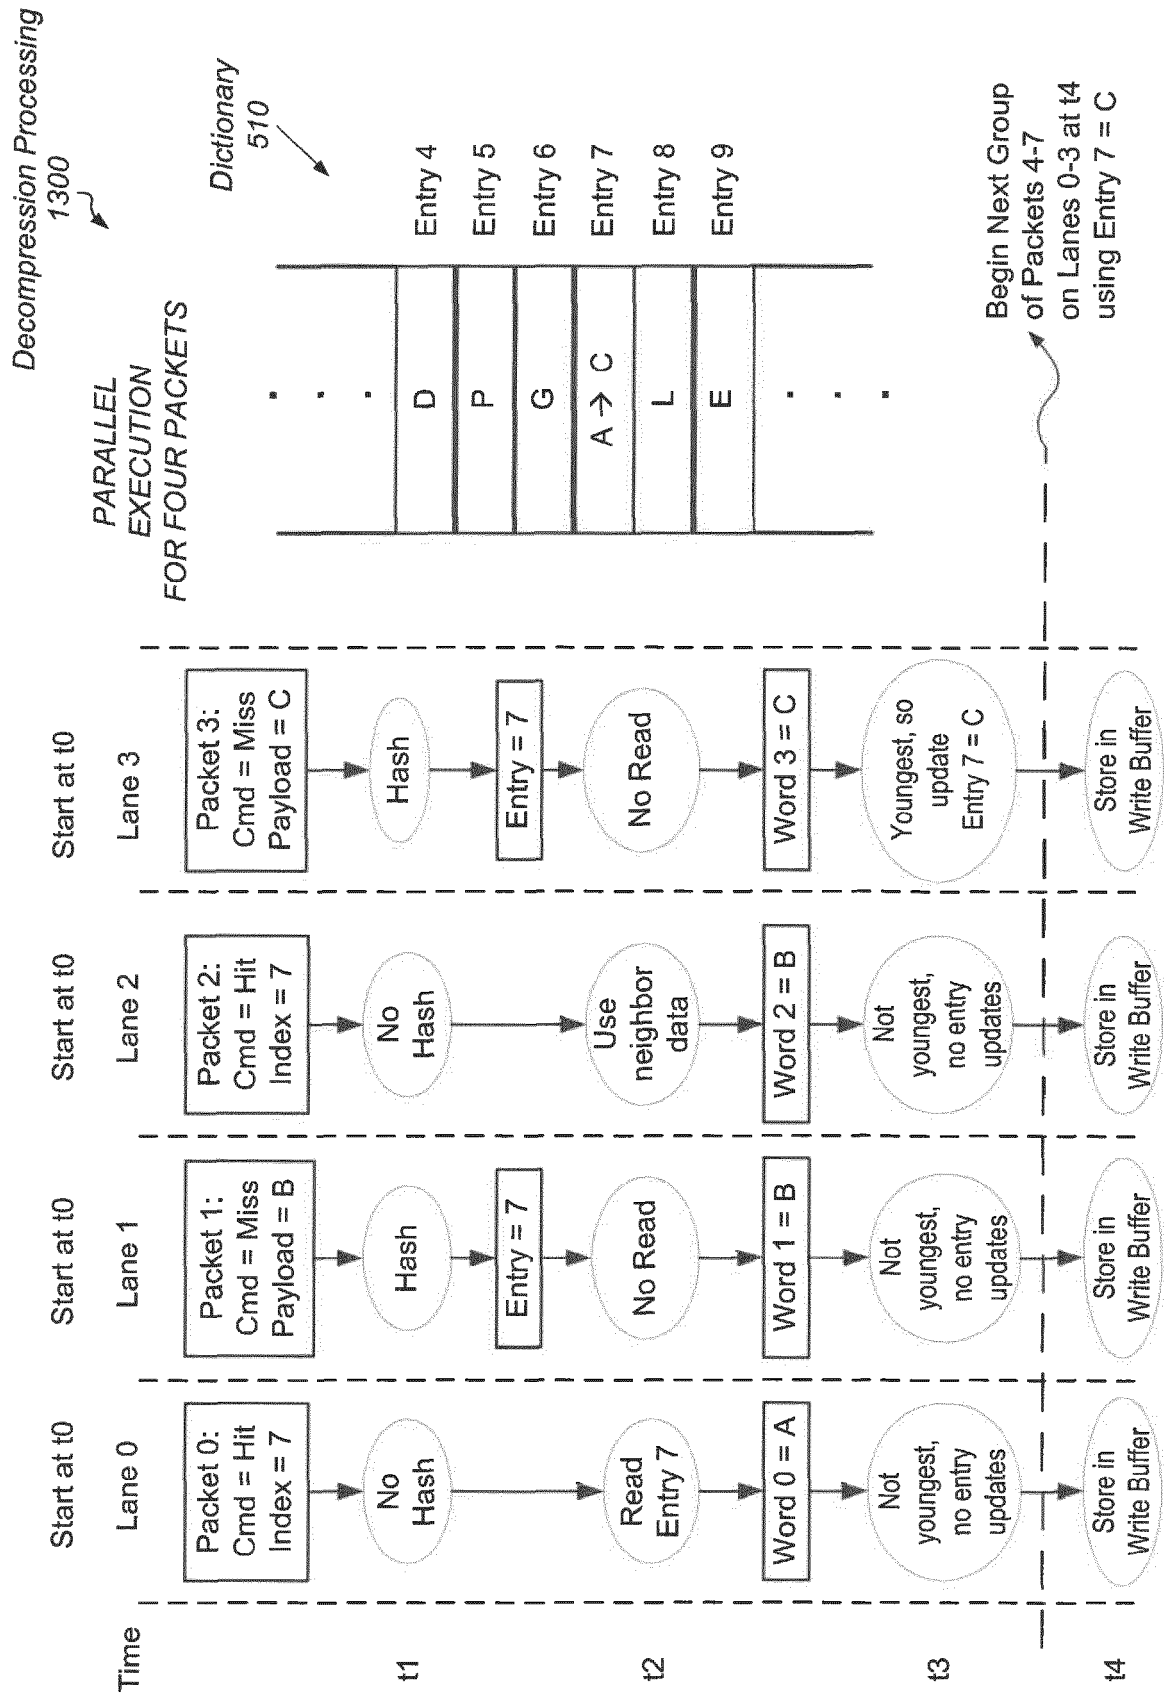 Decompression Processing
1300
PARALLEL
EXECUTION
FOR FOUR PACKETS
Dictionary
510
Start at t0
Start at t0
Start at t0
Start at t0
Time
Lane 0
Lane 1
Lane 2
Lane 3
Packet 0:
Cmd = Hit
Index = 7
Packet 1:
Cmd = Miss
Payload = B
Packet 2:
Cmd = Hit
Index = 7
Packet 3:
Cmd = Miss
Payload = C
t1
No
Hash
Hash
No
Hash
Hash
Entry = 7
Entry = 7
t2
Read
Entry 7
No Read
Use
neighbor
data
No Read
Word 0 = A
Word 1 = B
Word 2 = B
Word 3 = C
t3
Not
youngest,
no entry
updates
Not
youngest,
no entry
updates
Not
youngest,
no entry
updates
Youngest, so
update
Entry 7 = C
t4
Store in
Write Buffer
Store in
Write Buffer
Store in
Write Buffer
Store in
Write Buffer
D Entry 4
P Entry 5
G Entry 6
A → C Entry 7
L Entry 8
E Entry 9
Begin Next Group
of Packets 4-7
on Lanes 0-3 at t4
using Entry 7 = C